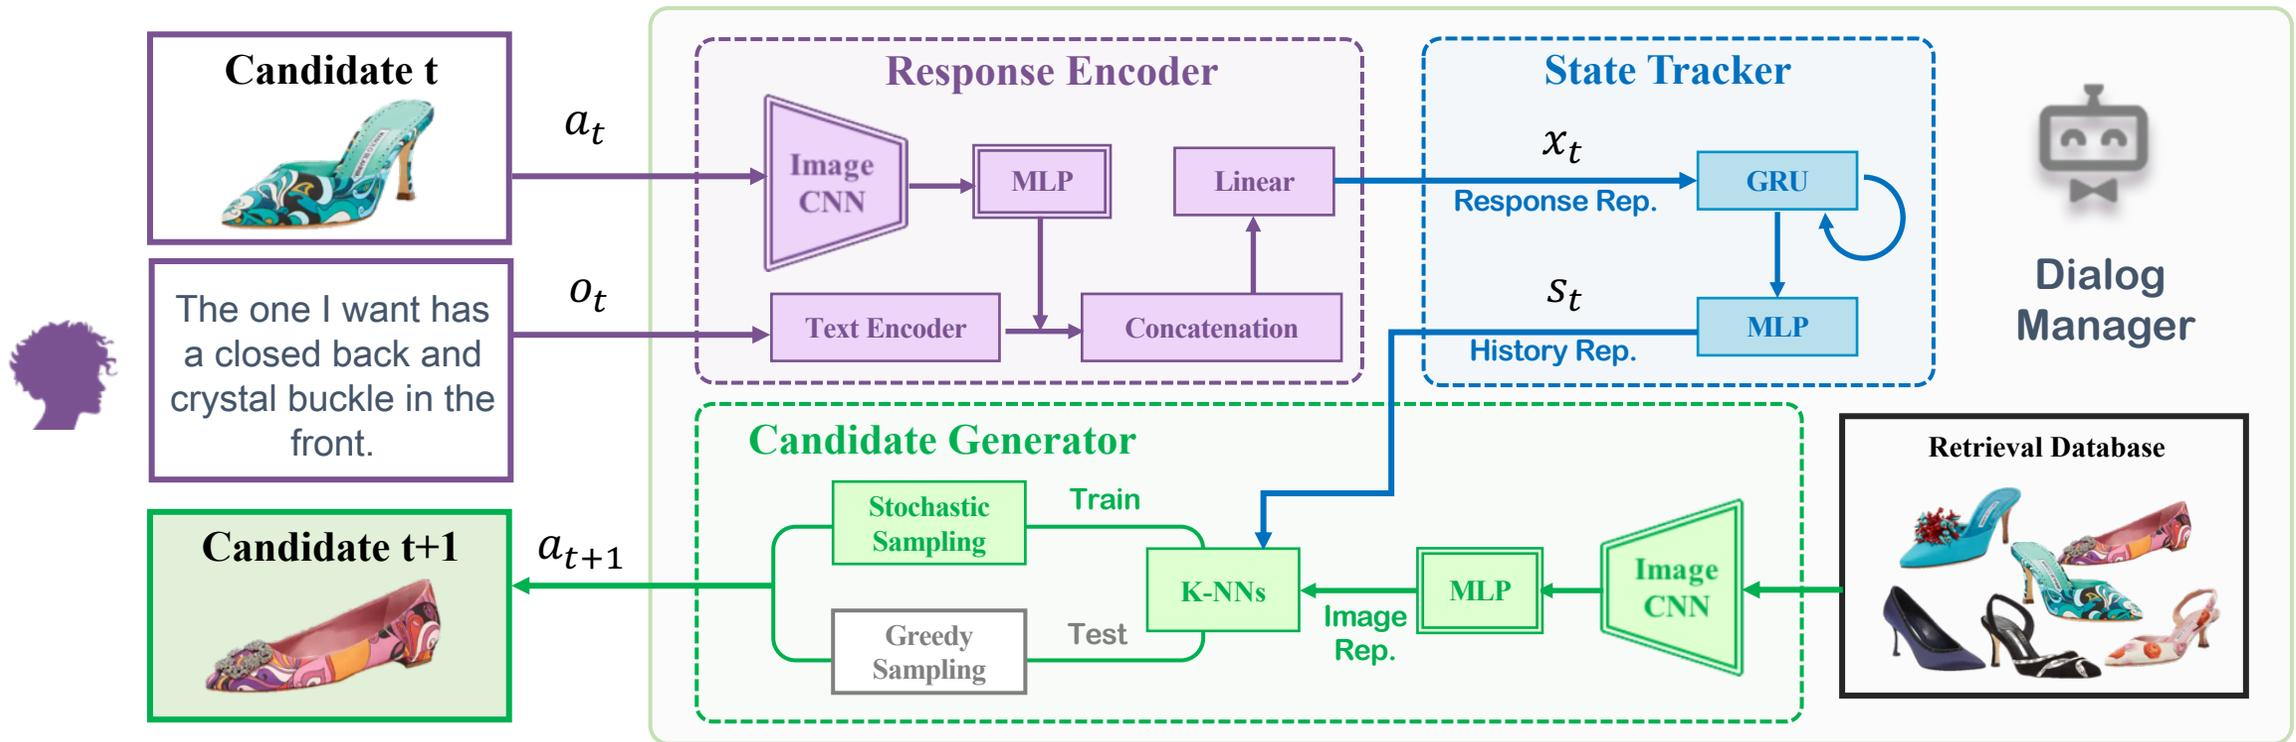 Candidate t
a_t
The one I want has
a closed back and
crystal buckle in the
front.
o_t
Candidate t+1
a_{t+1}
Response Encoder
Image
CNN
MLP
Linear
Text Encoder
Concatenation
State Tracker
x_t
Response Rep.
GRU
s_t
History Rep.
MLP
Dialog
Manager
Candidate Generator
Stochastic
Sampling
Train
Greedy
Sampling
Test
K-NNs
Image
Rep.
MLP
Image
CNN
Retrieval Database